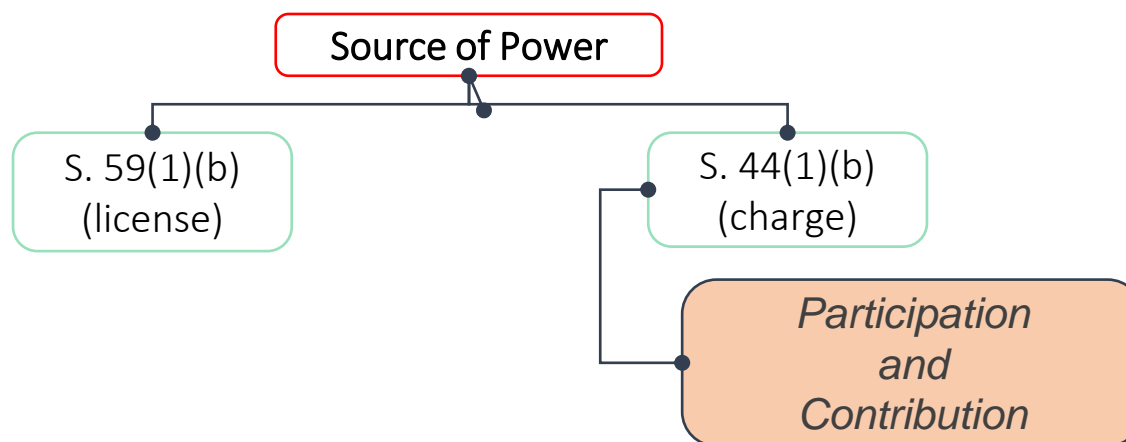 Source of Power
S. 59(1)(b)
(license)
S. 44(1)(b)
(charge)
Participation
and
Contribution